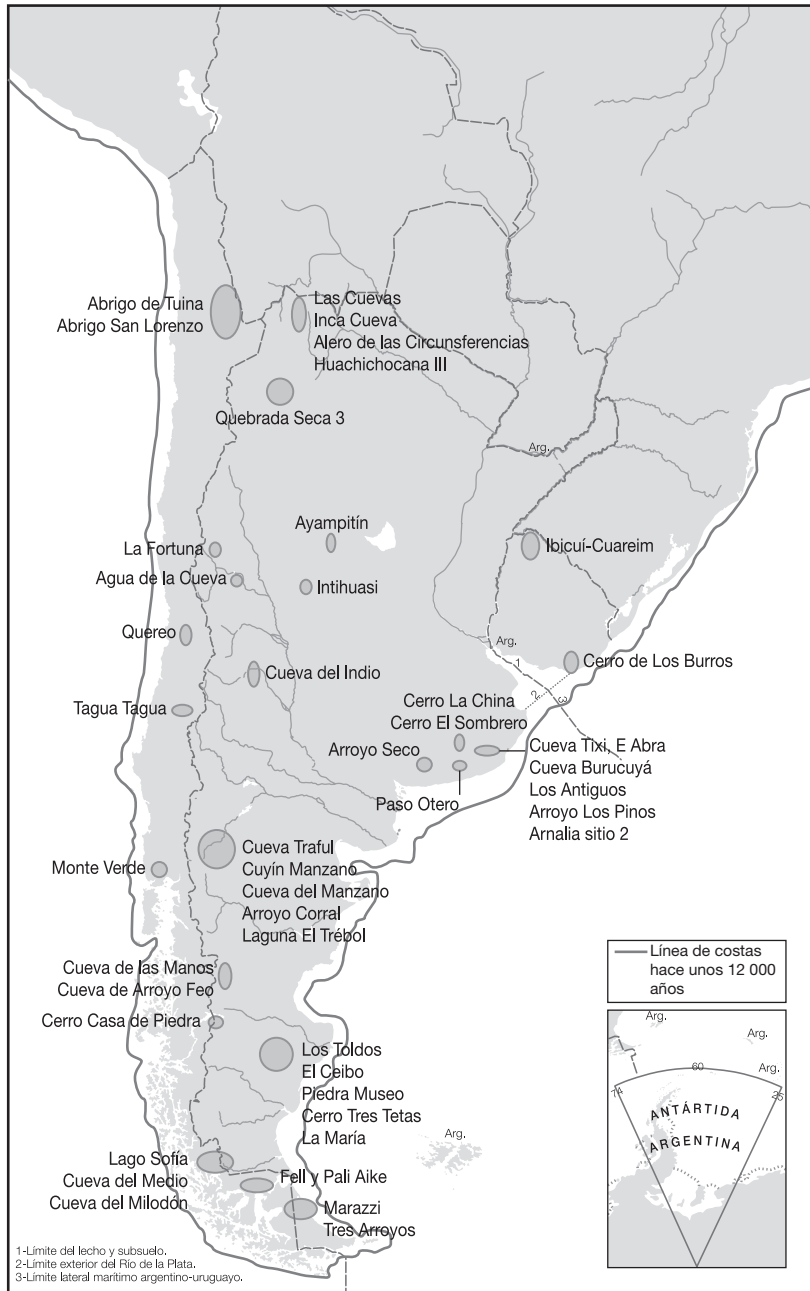 Abrigo de Tuina
Abrigo San Lorenzo
Las Cuevas
Inca Cueva
Alero de las Circunsferencias
Huachichocana III
Quebrada Seca 3
Arg.
Ayampitín
La Fortuna
Ibicuí-Cuareim
Agua de la Cueva
Intihuasi
Quereo
Arg.
1
Cerro de Los Burros
Cueva del Indio
2
3
Tagua Tagua
Cerro La China
Cerro El Sombrero
Arroyo Seco
Paso Otero
Cueva Tixi, E Abra
Cueva Burucuyá
Los Antiguos
Arroyo Los Pinos
Arnalia sitio 2
Monte Verde
Cueva Traful
Cuyín Manzano
Cueva del Manzano
Arroyo Corral
Laguna El Trébol
Cueva de las Manos
Cueva de Arroyo Feo
Cerro Casa de Piedra
Los Toldos
El Ceibo
Piedra Museo
Cerro Tres Tetas
La María
Arg.
Lago Sofía
Cueva del Medio
Cueva del Milodón
Fell y Pali Aike
Marazzi
Tres Arroyos
Línea de costas
hace unos 12 000
años
Arg.
Arg.
60
Arg.
74
25
ANTÁRTIDA
ARGENTINA
1-Límite del lecho y subsuelo.
2-Límite exterior del Río de la Plata.
3-Límite lateral marítimo argentino-uruguayo.